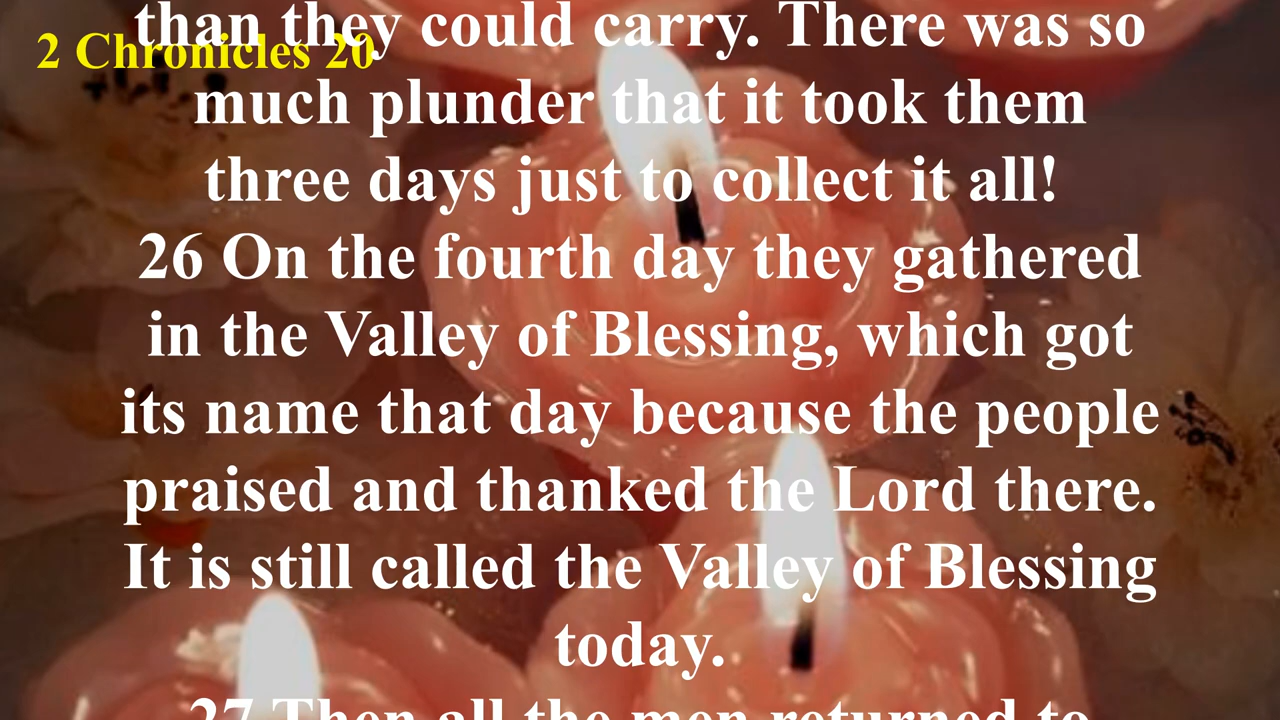 than they could carry. There was so
2 Chronicles 20
much plunder that it took them
three days just to collect it all!
26 On the fourth day they gathered
in the Valley of Blessing, which got
its name that day because the people
praised and thanked the Lord there.
It is still called the Valley of Blessing
today.
27 Then all the men returned to